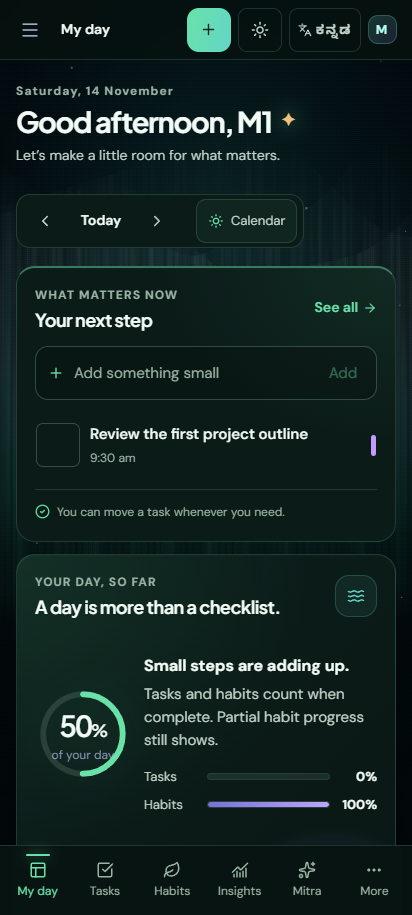 My day
ಕನ್ನಡ
M
Saturday, 14 November
Good afternoon, M1
Let's make a little room for what matters.
Today
Calendar
WHAT MATTERS NOW
Your next step
See all
Add something small
Add
Review the first project outline
9:30 am
You can move a task whenever you need.
YOUR DAY, SO FAR
A day is more than a checklist.
50%
of your day
Small steps are adding up.
Tasks and habits count when
complete. Partial habit progress
still shows.
Tasks 0%
Habits 100%
My day Tasks Habits Insights Mitra More